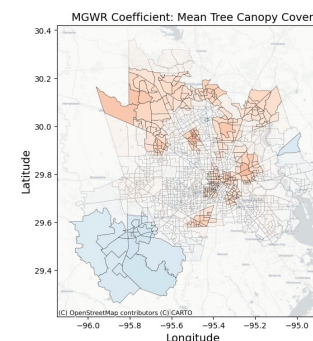 MGWR Coefficient: Mean Tree Canopy Cover
30.4
30.2
30.0
29.8
29.6
29.4
Latitude
(C) OpenStreetMap contributors (C) CARTO
−96.0 −95.8 −95.6 −95.4 −95.2 −95.0
Longitude